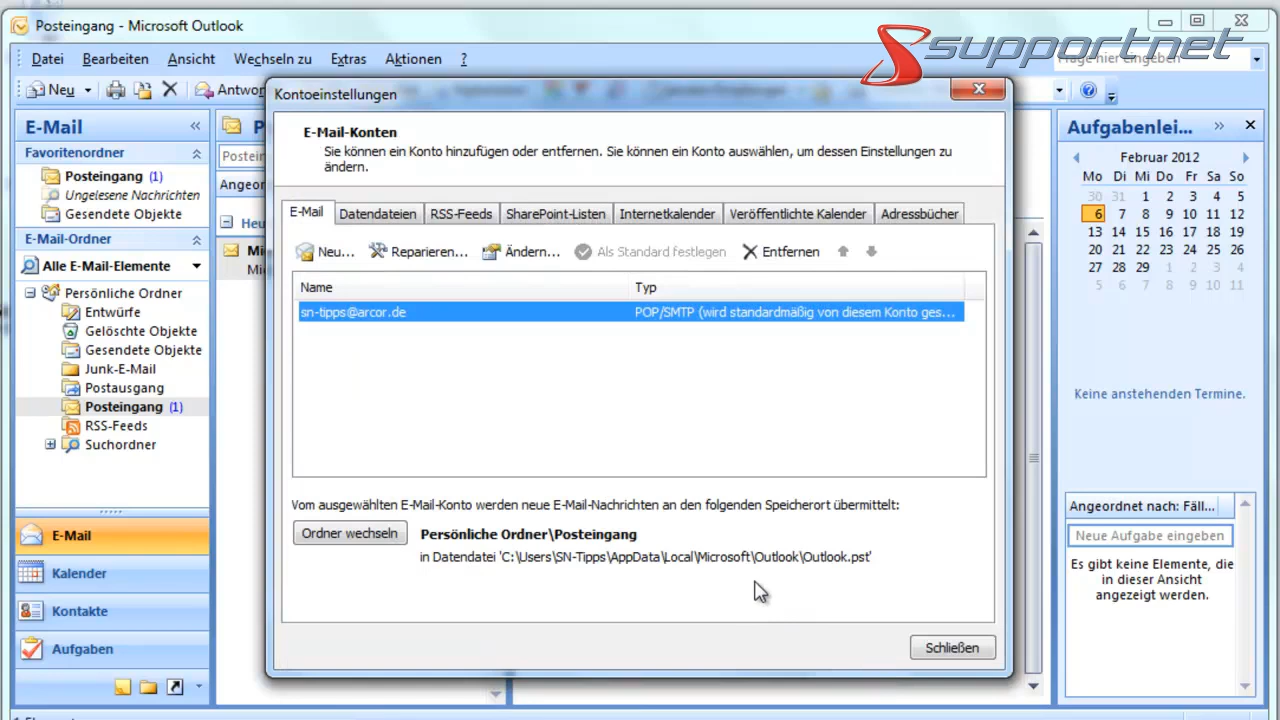 Posteingang - Microsoft Outlook
supportnet
Datei Bearbeiten Ansicht Wechseln zu Extras Aktionen ?
Frage hier eingeben
Neu
Antwor
Kontoeinstellungen
E-Mail-Konten
Sie können ein Konto hinzufügen oder entfernen. Sie können ein Konto auswählen, um dessen Einstellungen zu
ändern.
E-Mail Datendateien RSS-Feeds SharePoint-Listen Internetkalender Veröffentlichte Kalender Adressbücher
Neu... Reparieren... Ändern... Als Standard festlegen Entfernen
Name Typ
sn-tipps@arcor.de POP/SMTP (wird standardmäßig von diesem Konto ges...
Vom ausgewählten E-Mail-Konto werden neue E-Mail-Nachrichten an den folgenden Speicherort übermittelt:
Ordner wechseln Persönliche Ordner\Posteingang
in Datendatei 'C:\Users\SN-Tipps\AppData\Local\Microsoft\Outlook\Outlook.pst'
Schließen
E-Mail «
Favoritenordner
Posteingang (1)
Ungelesene Nachrichten
Gesendete Objekte
E-Mail-Ordner
Alle E-Mail-Elemente
Persönliche Ordner
Entwürfe
Gelöschte Objekte
Gesendete Objekte
Junk-E-Mail
Postausgang
Posteingang (1)
RSS-Feeds
Suchordner
E-Mail
Kalender
Kontakte
Aufgaben
P
Postein
Angeor
Heu
Mi
Mi
Aufgabenlei... »
Februar 2012
Mo Di Mi Do Fr Sa So
30 31 1 2 3 4 5
6 7 8 9 10 11 12
13 14 15 16 17 18 19
20 21 22 23 24 25 26
27 28 29 1 2 3 4
5 6 7 8 9 10 11
Keine anstehenden Termine.
Angeordnet nach: Fäll...
Neue Aufgabe eingeben
Es gibt keine Elemente, die
in dieser Ansicht
angezeigt werden.